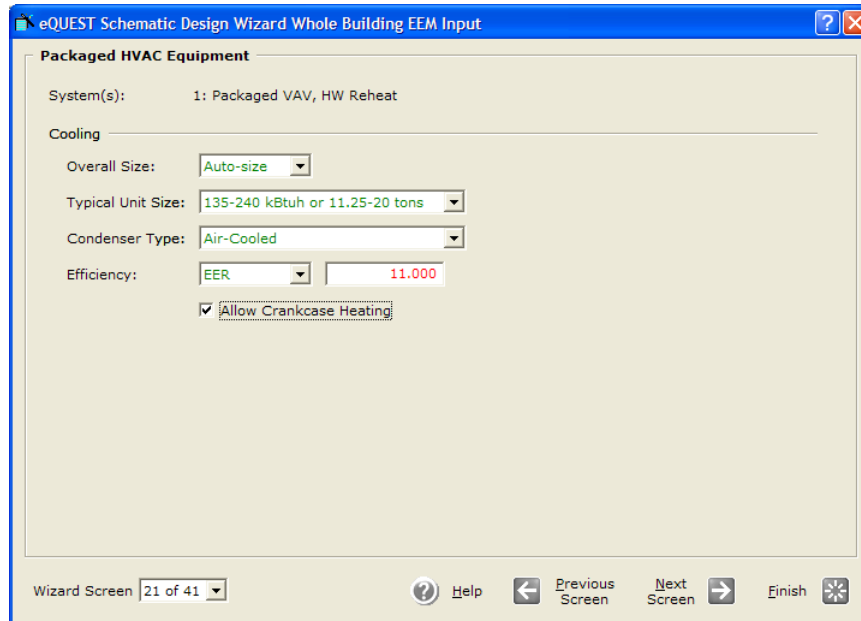 eQUEST Schematic Design Wizard Whole Building EEM Input
Packaged HVAC Equipment
System(s): 1: Packaged VAV, HW Reheat
Cooling
Overall Size: Auto-size
Typical Unit Size: 135-240 kBtuh or 11.25-20 tons
Condenser Type: Air-Cooled
Efficiency: EER 11.000
Allow Crankcase Heating
Wizard Screen 21 of 41 ? Help Previous Screen Next Screen Finish